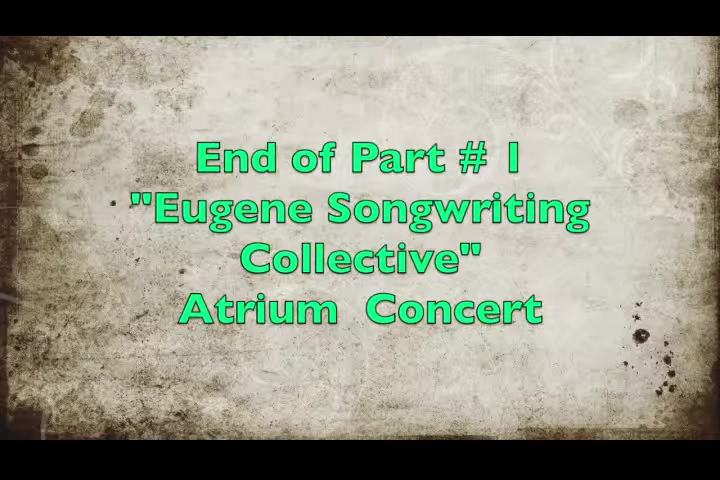 End of Part # 1
"Eugene Songwriting
Collective"
Atrium  Concert